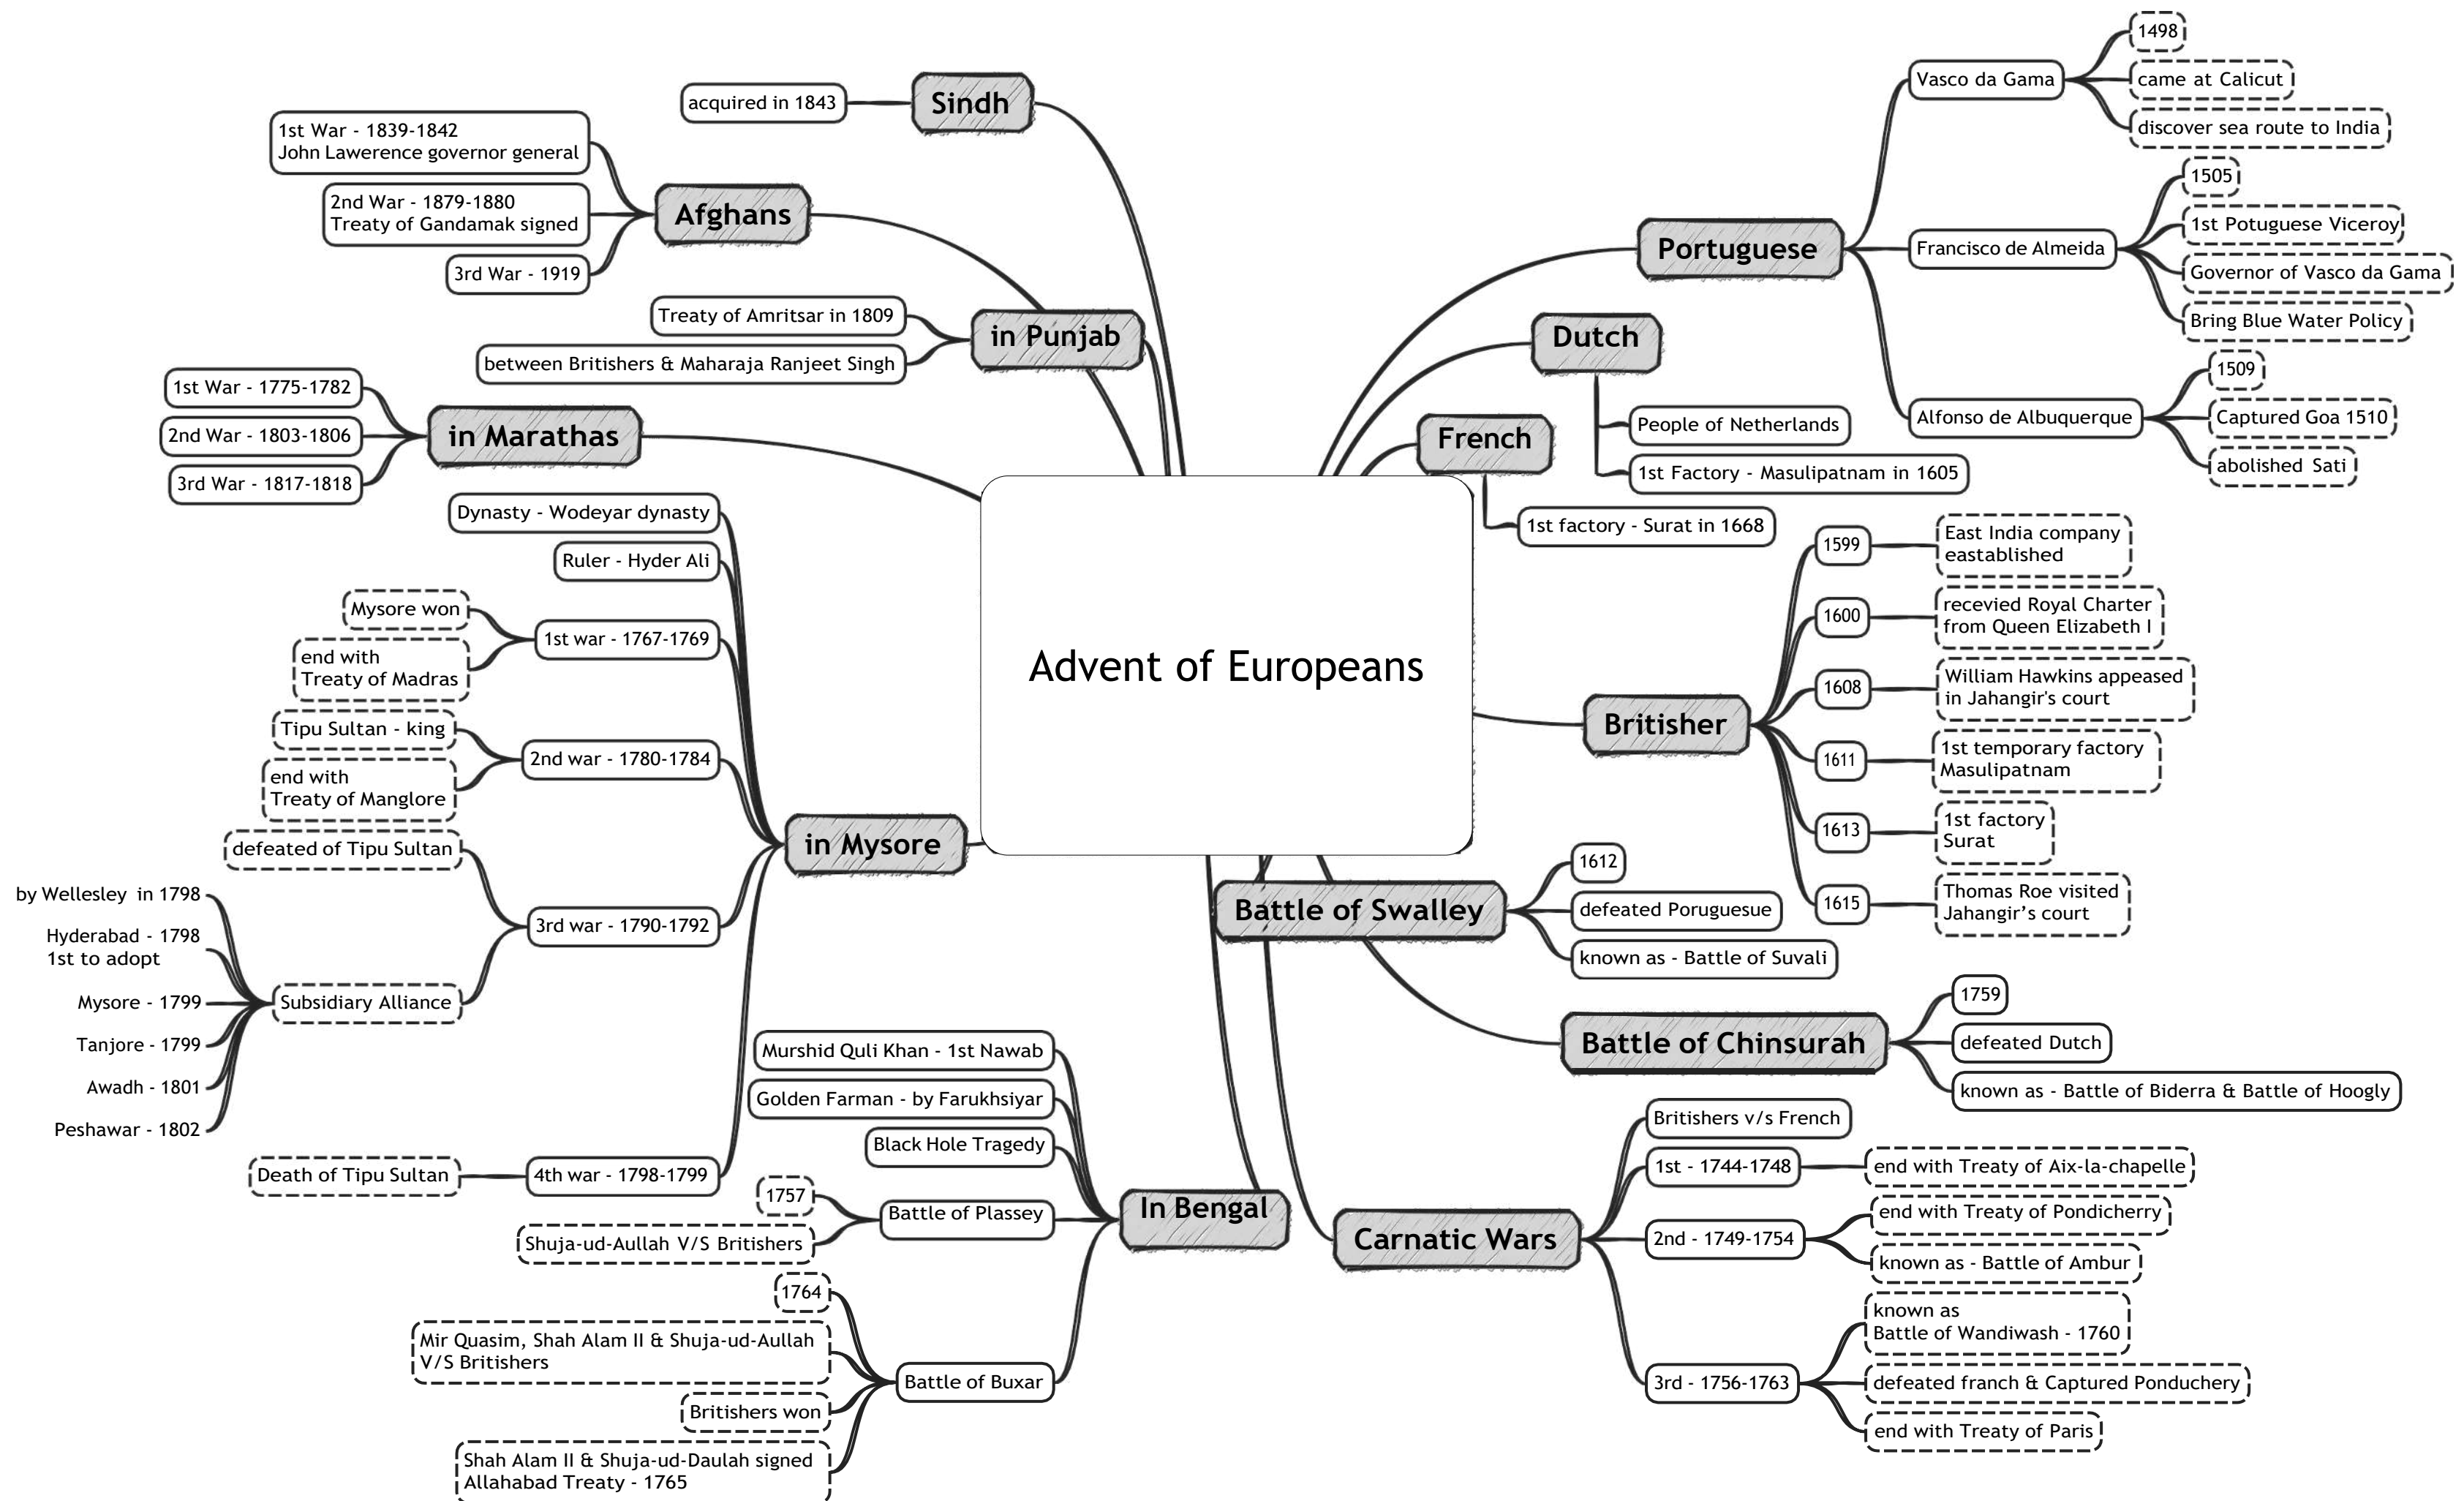 Advent of Europeans
Portuguese
Vasco da Gama
1498
came at Calicut
discover sea route to India
Francisco de Almeida
1505
1st Potuguese Viceroy
Governor of Vasco da Gama
Bring Blue Water Policy
Alfonso de Albuquerque
1509
Captured Goa 1510
abolished Sati
Dutch
People of Netherlands
1st Factory - Masulipatnam in 1605
French
1st factory - Surat in 1668
Britisher
1599
East India company
eastablished
1600
recevied Royal Charter
from Queen Elizabeth I
1608
William Hawkins appeased
in Jahangir's court
1611
1st temporary factory
Masulipatnam
1613
1st factory
Surat
1615
Thomas Roe visited
Jahangir’s court
Battle of Swalley
1612
defeated Poruguesue
known as - Battle of Suvali
Battle of Chinsurah
1759
defeated Dutch
known as - Battle of Biderra & Battle of Hoogly
Carnatic Wars
Britishers v/s French
1st - 1744-1748
end with Treaty of Aix-la-chapelle
2nd - 1749-1754
end with Treaty of Pondicherry
known as - Battle of Ambur
3rd - 1756-1763
known as
Battle of Wandiwash - 1760
defeated franch & Captured Ponduchery
end with Treaty of Paris
Sindh
acquired in 1843
Afghans
1st War - 1839-1842
John Lawerence governor general
2nd War - 1879-1880
Treaty of Gandamak signed
3rd War - 1919
in Punjab
Treaty of Amritsar in 1809
between Britishers & Maharaja Ranjeet Singh
in Marathas
1st War - 1775-1782
2nd War - 1803-1806
3rd War - 1817-1818
in Mysore
Dynasty - Wodeyar dynasty
Ruler - Hyder Ali
1st war - 1767-1769
Mysore won
end with
Treaty of Madras
2nd war - 1780-1784
Tipu Sultan - king
end with
Treaty of Manglore
3rd war - 1790-1792
defeated of Tipu Sultan
Subsidiary Alliance
by Wellesley in 1798
Hyderabad - 1798
1st to adopt
Mysore - 1799
Tanjore - 1799
Awadh - 1801
Peshawar - 1802
4th war - 1798-1799
Death of Tipu Sultan
In Bengal
Murshid Quli Khan - 1st Nawab
Golden Farman - by Farukhsiyar
Black Hole Tragedy
Battle of Plassey
1757
Shuja-ud-Aullah V/S Britishers
Battle of Buxar
1764
Mir Quasim, Shah Alam II & Shuja-ud-Aullah
V/S Britishers
Britishers won
Shah Alam II & Shuja-ud-Daulah signed
Allahabad Treaty - 1765